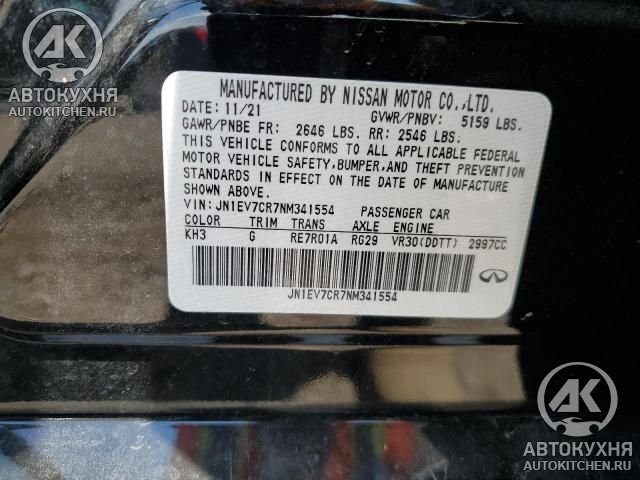 AK
АВТОКУХНЯ
AUTOKITCHEN.RU
MANUFACTURED BY NISSAN MOTOR CO.,LTD.
DATE: 11/21 GVWR/PNBV: 5159 LBS.
GAWR/PNBE FR: 2646 LBS. RR: 2546 LBS.
THIS VEHICLE CONFORMS TO ALL APPLICABLE FEDERAL
MOTOR VEHICLE SAFETY,BUMPER,AND THEFT PREVENTION
STANDARDS IN EFFECT ON THE DATE OF MANUFACTURE
SHOWN ABOVE.
VIN:JN1EV7CR7NM341554 PASSENGER CAR
COLOR TRIM TRANS AXLE ENGINE
KH3 G RE7R01A RG29 VR30(DDTT) 2997CC
JN1EV7CR7NM341554
INFINITI
AK
АВТОКУХНЯ
AUTOKITCHEN.RU